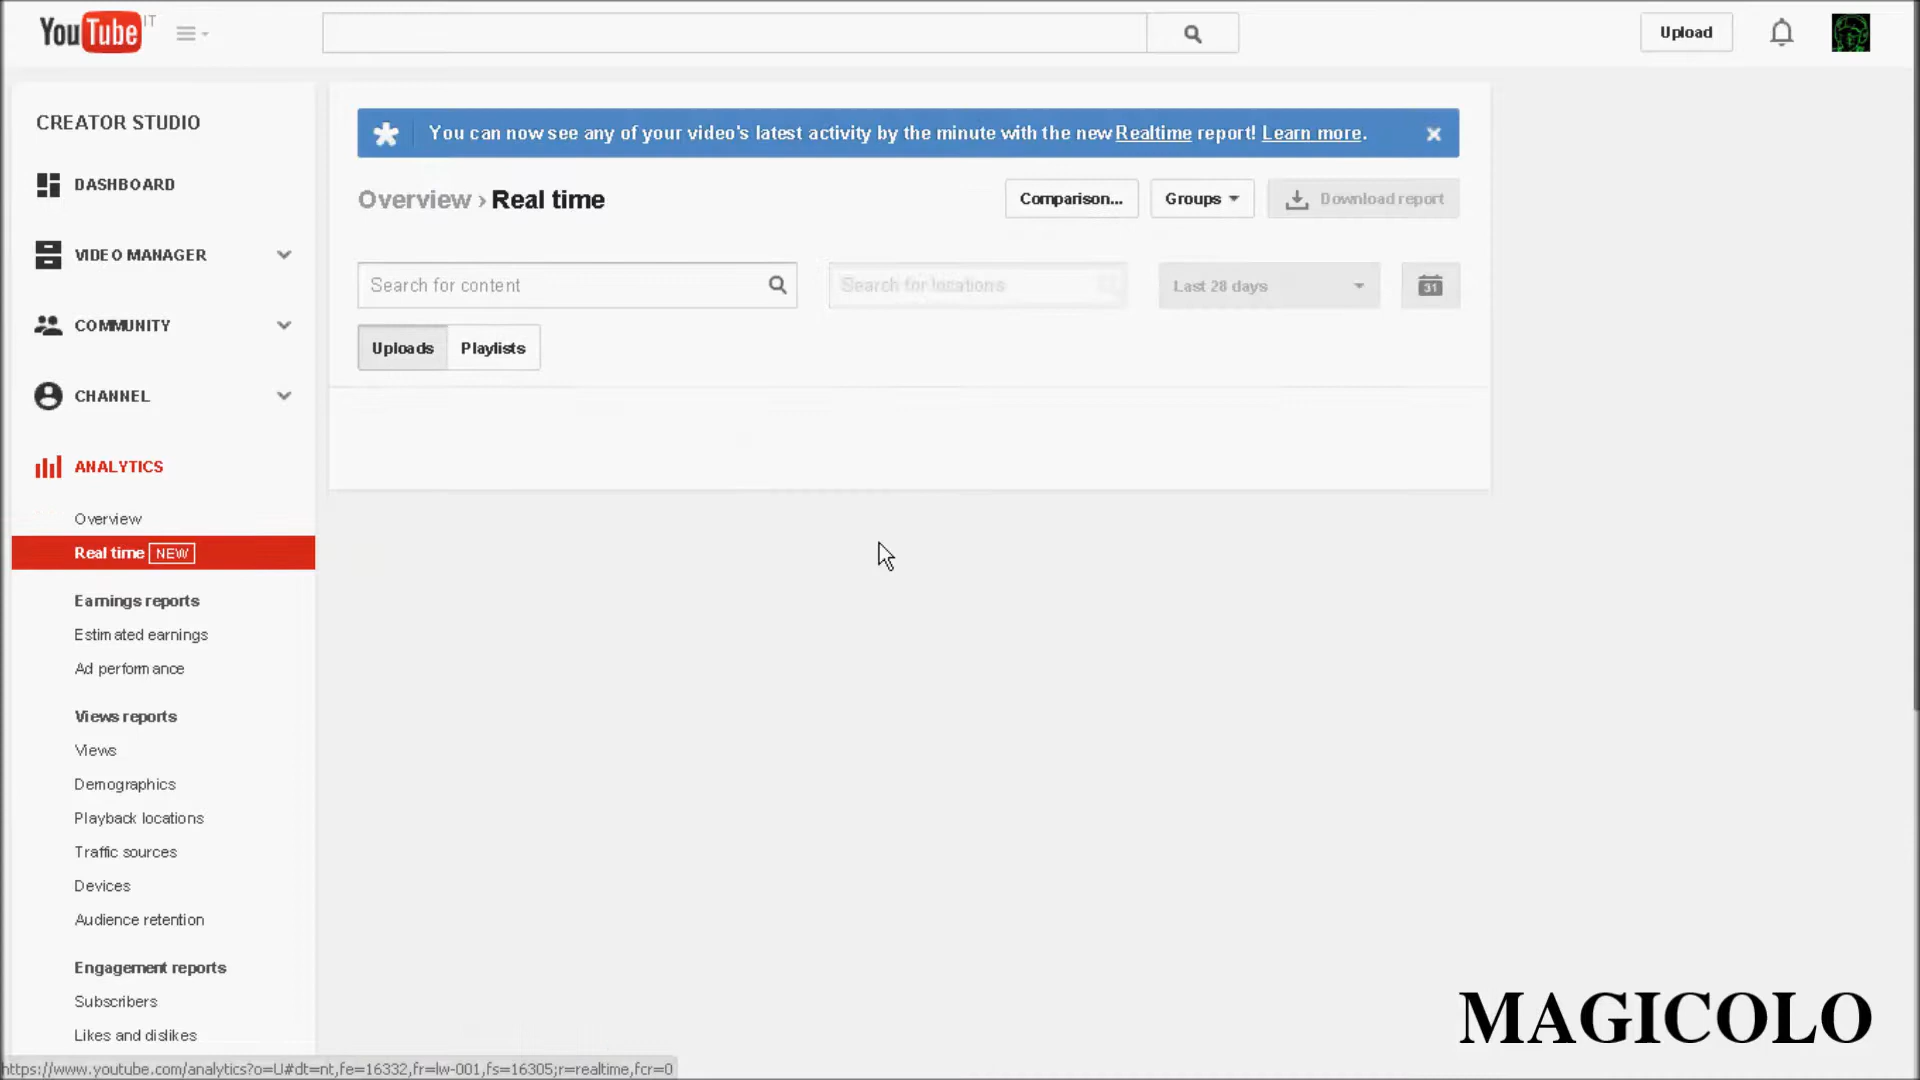 YouTube IT
Upload
CREATOR STUDIO
You can now see any of your video's latest activity by the minute with the new Realtime report! Learn more.
DASHBOARD
Overview › Real time
Comparison...
Groups
Download report
VIDEO MANAGER
Search for content
Search for locations
Last 28 days
31
COMMUNITY
Uploads
Playlists
CHANNEL
ANALYTICS
Overview
Real time NEW
Earnings reports
Estimated earnings
Ad performance
Views reports
Views
Demographics
Playback locations
Traffic sources
Devices
Audience retention
Engagement reports
Subscribers
Likes and dislikes
MAGICOLO
https://www.youtube.com/analytics?o=U#dt=nt,fe=16332,fr=lw-001,fs=16305;r=realtime,fcr=0